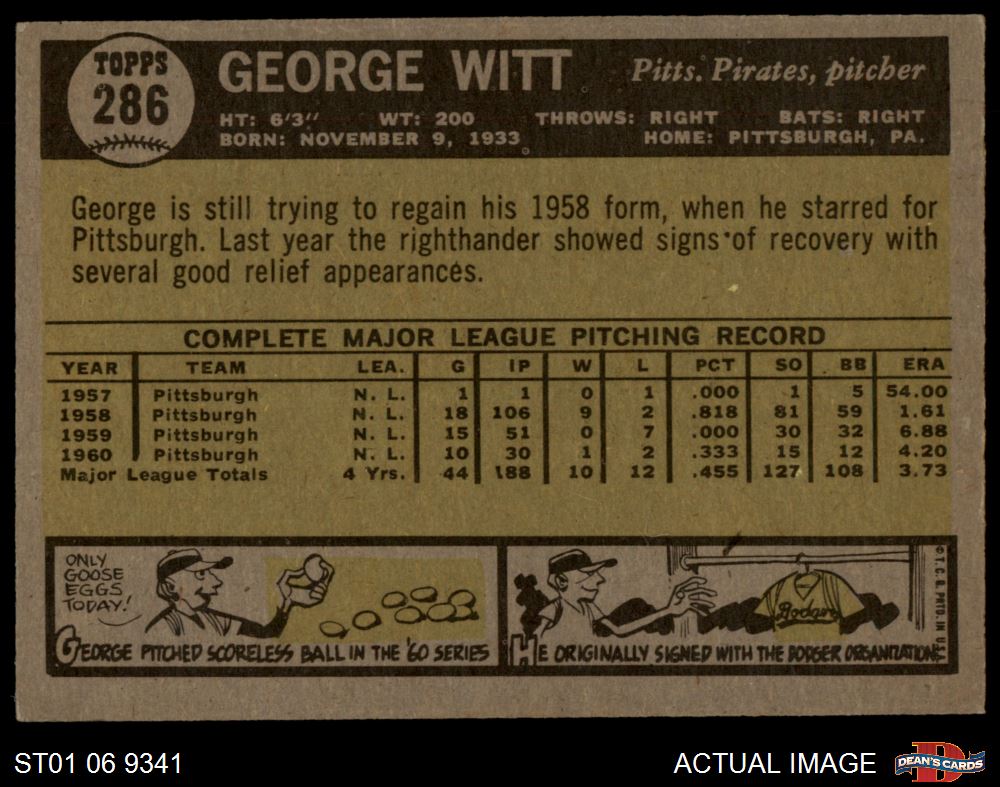 TOPPS
286
GEORGE WITT
Pitts. Pirates, pitcher
HT: 6'3" WT: 200 THROWS: RIGHT BATS: RIGHT
BORN: NOVEMBER 9, 1933 HOME: PITTSBURGH, PA.
George is still trying to regain his 1958 form, when he starred for
Pittsburgh. Last year the righthander showed signs of recovery with
several good relief appearances.
COMPLETE MAJOR LEAGUE PITCHING RECORD
YEAR TEAM LEA. G IP W L PCT SO BB ERA
1957 Pittsburgh N. L. 1 1 0 1 .000 1 5 54.00
1958 Pittsburgh N. L. 18 106 9 2 .818 81 59 1.61
1959 Pittsburgh N. L. 15 51 0 7 .000 30 32 6.88
1960 Pittsburgh N. L. 10 30 1 2 .333 15 12 4.20
Major League Totals 4 Yrs. 44 188 10 12 .455 127 108 3.73
ONLY
GOOSE
EGGS
TODAY!
GEORGE PITCHED SCORELESS BALL IN THE '60 SERIES
Dodgers
HE ORIGINALLY SIGNED WITH THE DODGER ORGANIZATION
© T. C. G. PRTD. IN U.S.A.
ST01 06 9341
ACTUAL IMAGE
D
DEAN'S CARDS